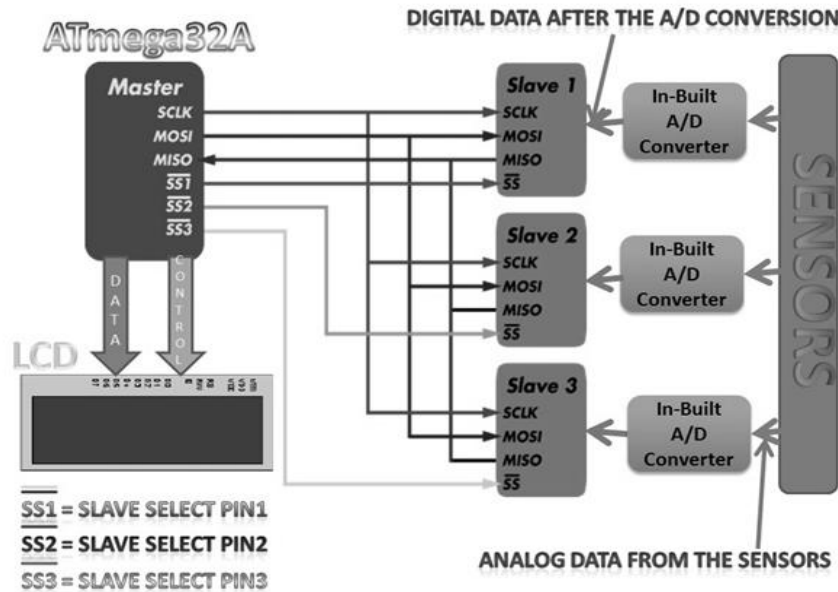 DIGITAL DATA AFTER THE A/D CONVERSION
ATmega32A
Master
SCLK
MOSI
MISO
SS1
SS2
SS3
Slave 1
SCLK
MOSI
MISO
SS
In-Built
A/D
Converter
Slave 2
SCLK
MOSI
MISO
SS
In-Built
A/D
Converter
Slave 3
SCLK
MOSI
MISO
SS
In-Built
A/D
Converter
SENSORS
DATA
CONTROL
LCD
SS1 = SLAVE SELECT PIN1
SS2 = SLAVE SELECT PIN2
SS3 = SLAVE SELECT PIN3
ANALOG DATA FROM THE SENSORS